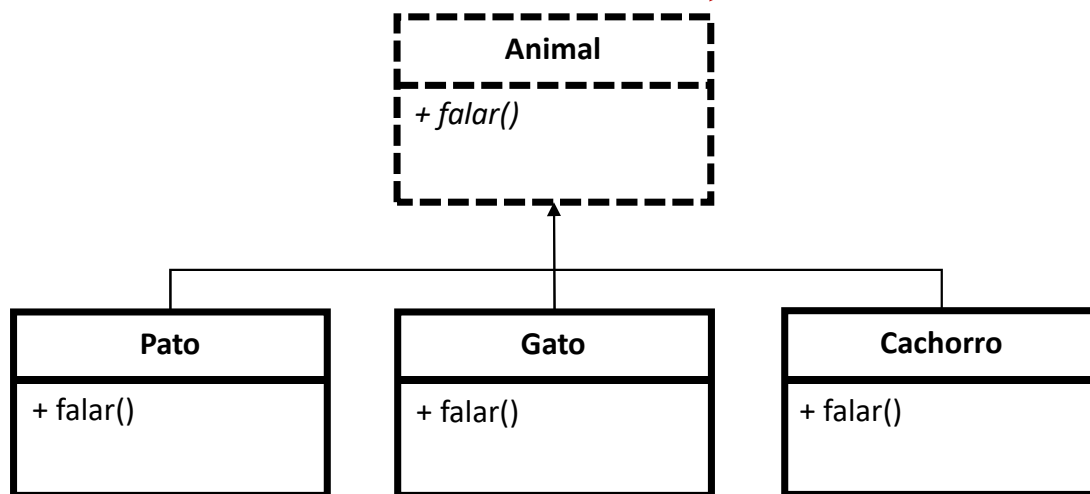 Animal
+ falar()
Pato
Gato
Cachorro
+ falar()
+ falar()
+ falar()